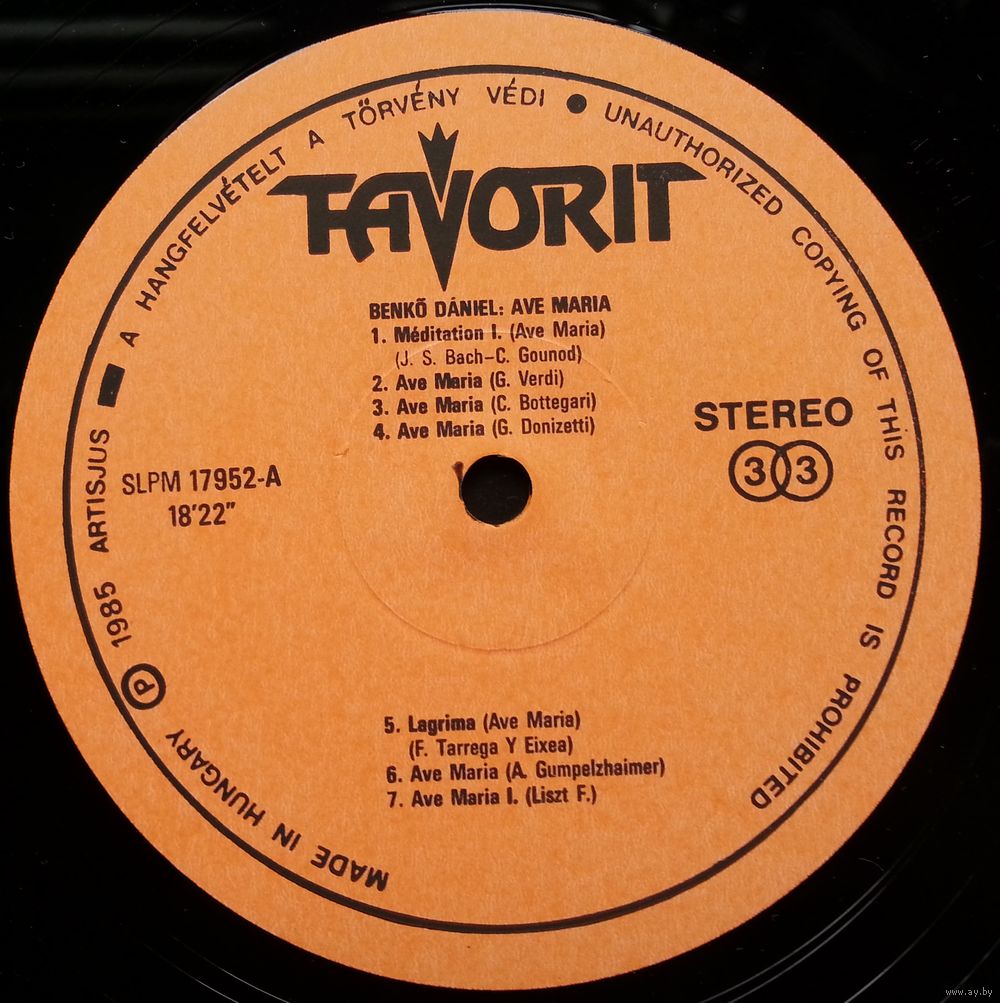 A HANGFELVÉTELT A TÖRVÉNY VÉDI ● UNAUTHORIZED COPYING OF THIS RECORD IS PROHIBITED
FAVORIT
BENKŐ DÁNIEL: AVE MARIA
1. Méditation I. (Ave Maria)
(J. S. Bach–C. Gounod)
2. Ave Maria (G. Verdi)
3. Ave Maria (C. Bottegari)
4. Ave Maria (G. Donizetti)
STEREO
33
SLPM 17952-A
18'22"
5. Lagrima (Ave Maria)
(F. Tarrega Y Eixea)
6. Ave Maria (A. Gumpelzhaimer)
7. Ave Maria I. (Liszt F.)
MADE IN HUNGARY Ⓟ 1985 ARTISJUS
www.ay.by